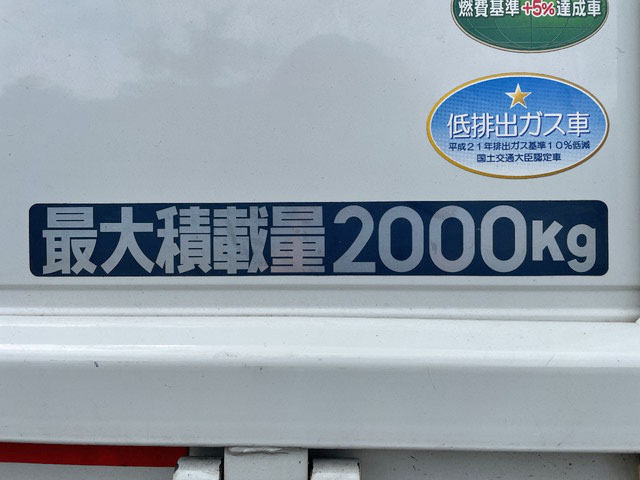 燃費基準+5%達成車
低排出ガス車
平成21年排出ガス基準10%低減
国土交通大臣認定車
最大積載量2000Kg